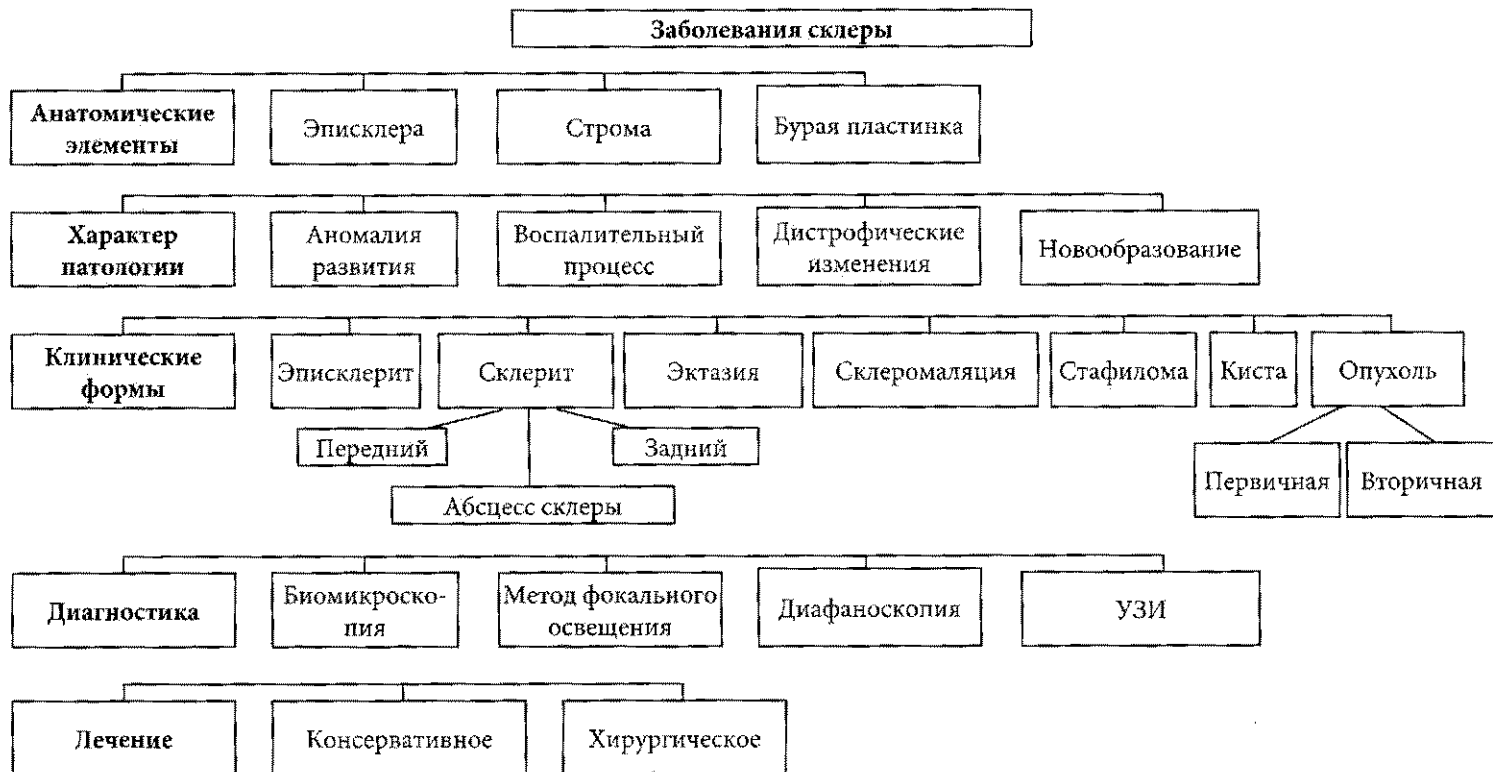 Заболевания склеры
Анатомические
элементы
Эписклера
Строма
Бурая пластинка
Характер
патологии
Аномалия
развития
Воспалительный
процесс
Дистрофические
изменения
Новообразование
Клинические
формы
Эписклерит
Склерит
Эктазия
Склеромаляция
Стафилома
Киста
Опухоль
Передний
Задний
Абсцесс склеры
Первичная
Вторичная
Диагностика
Биомикроско-
пия
Метод фокального
освещения
Диафаноскопия
УЗИ
Лечение
Консервативное
Хирургическое